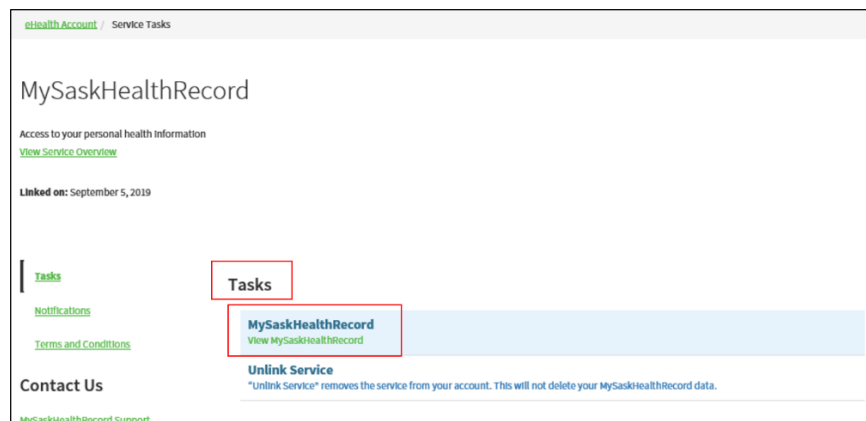 eHealth Account / Service Tasks
MySaskHealthRecord
Access to your personal health information
View Service Overview
Linked on: September 5, 2019
Tasks
Notifications
Terms and Conditions
Contact Us
MySaskHealthRecord Support
Tasks
MySaskHealthRecord
View MySaskHealthRecord
Unlink Service
"Unlink Service" removes the service from your account. This will not delete your MySaskHealthRecord data.